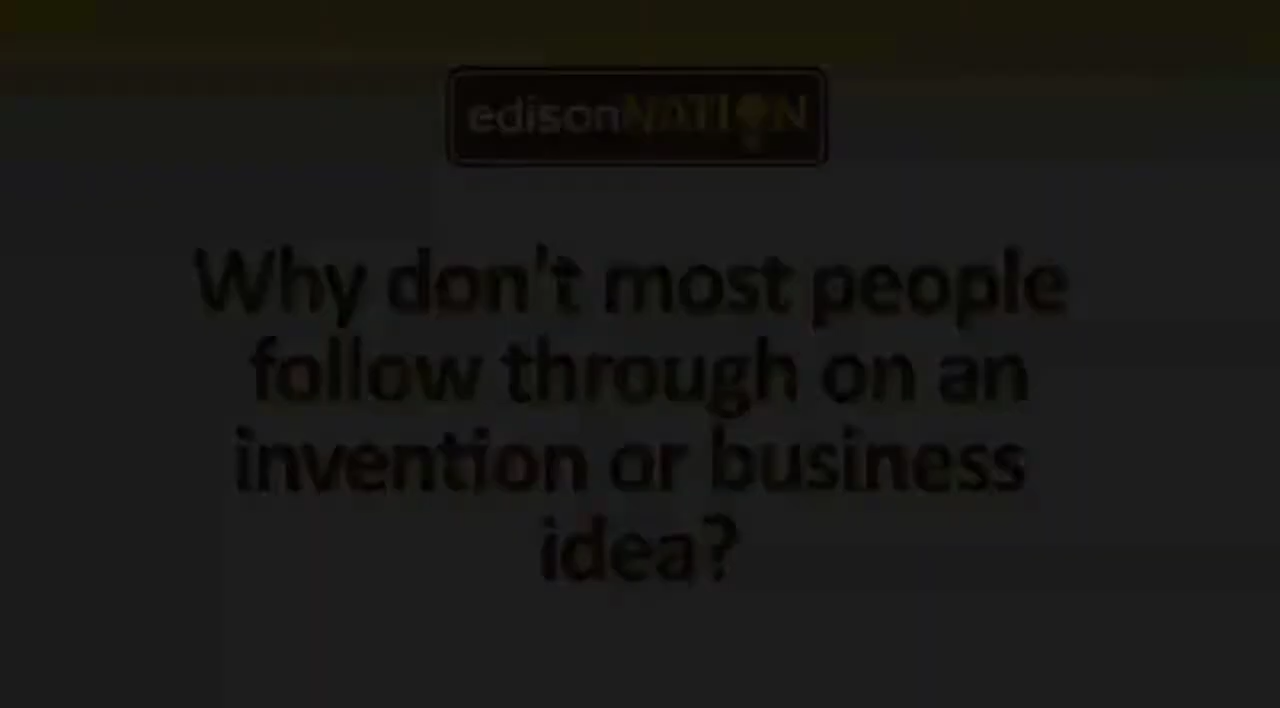 edisonNATION
Why don't most people
follow through on an
invention or business
idea?